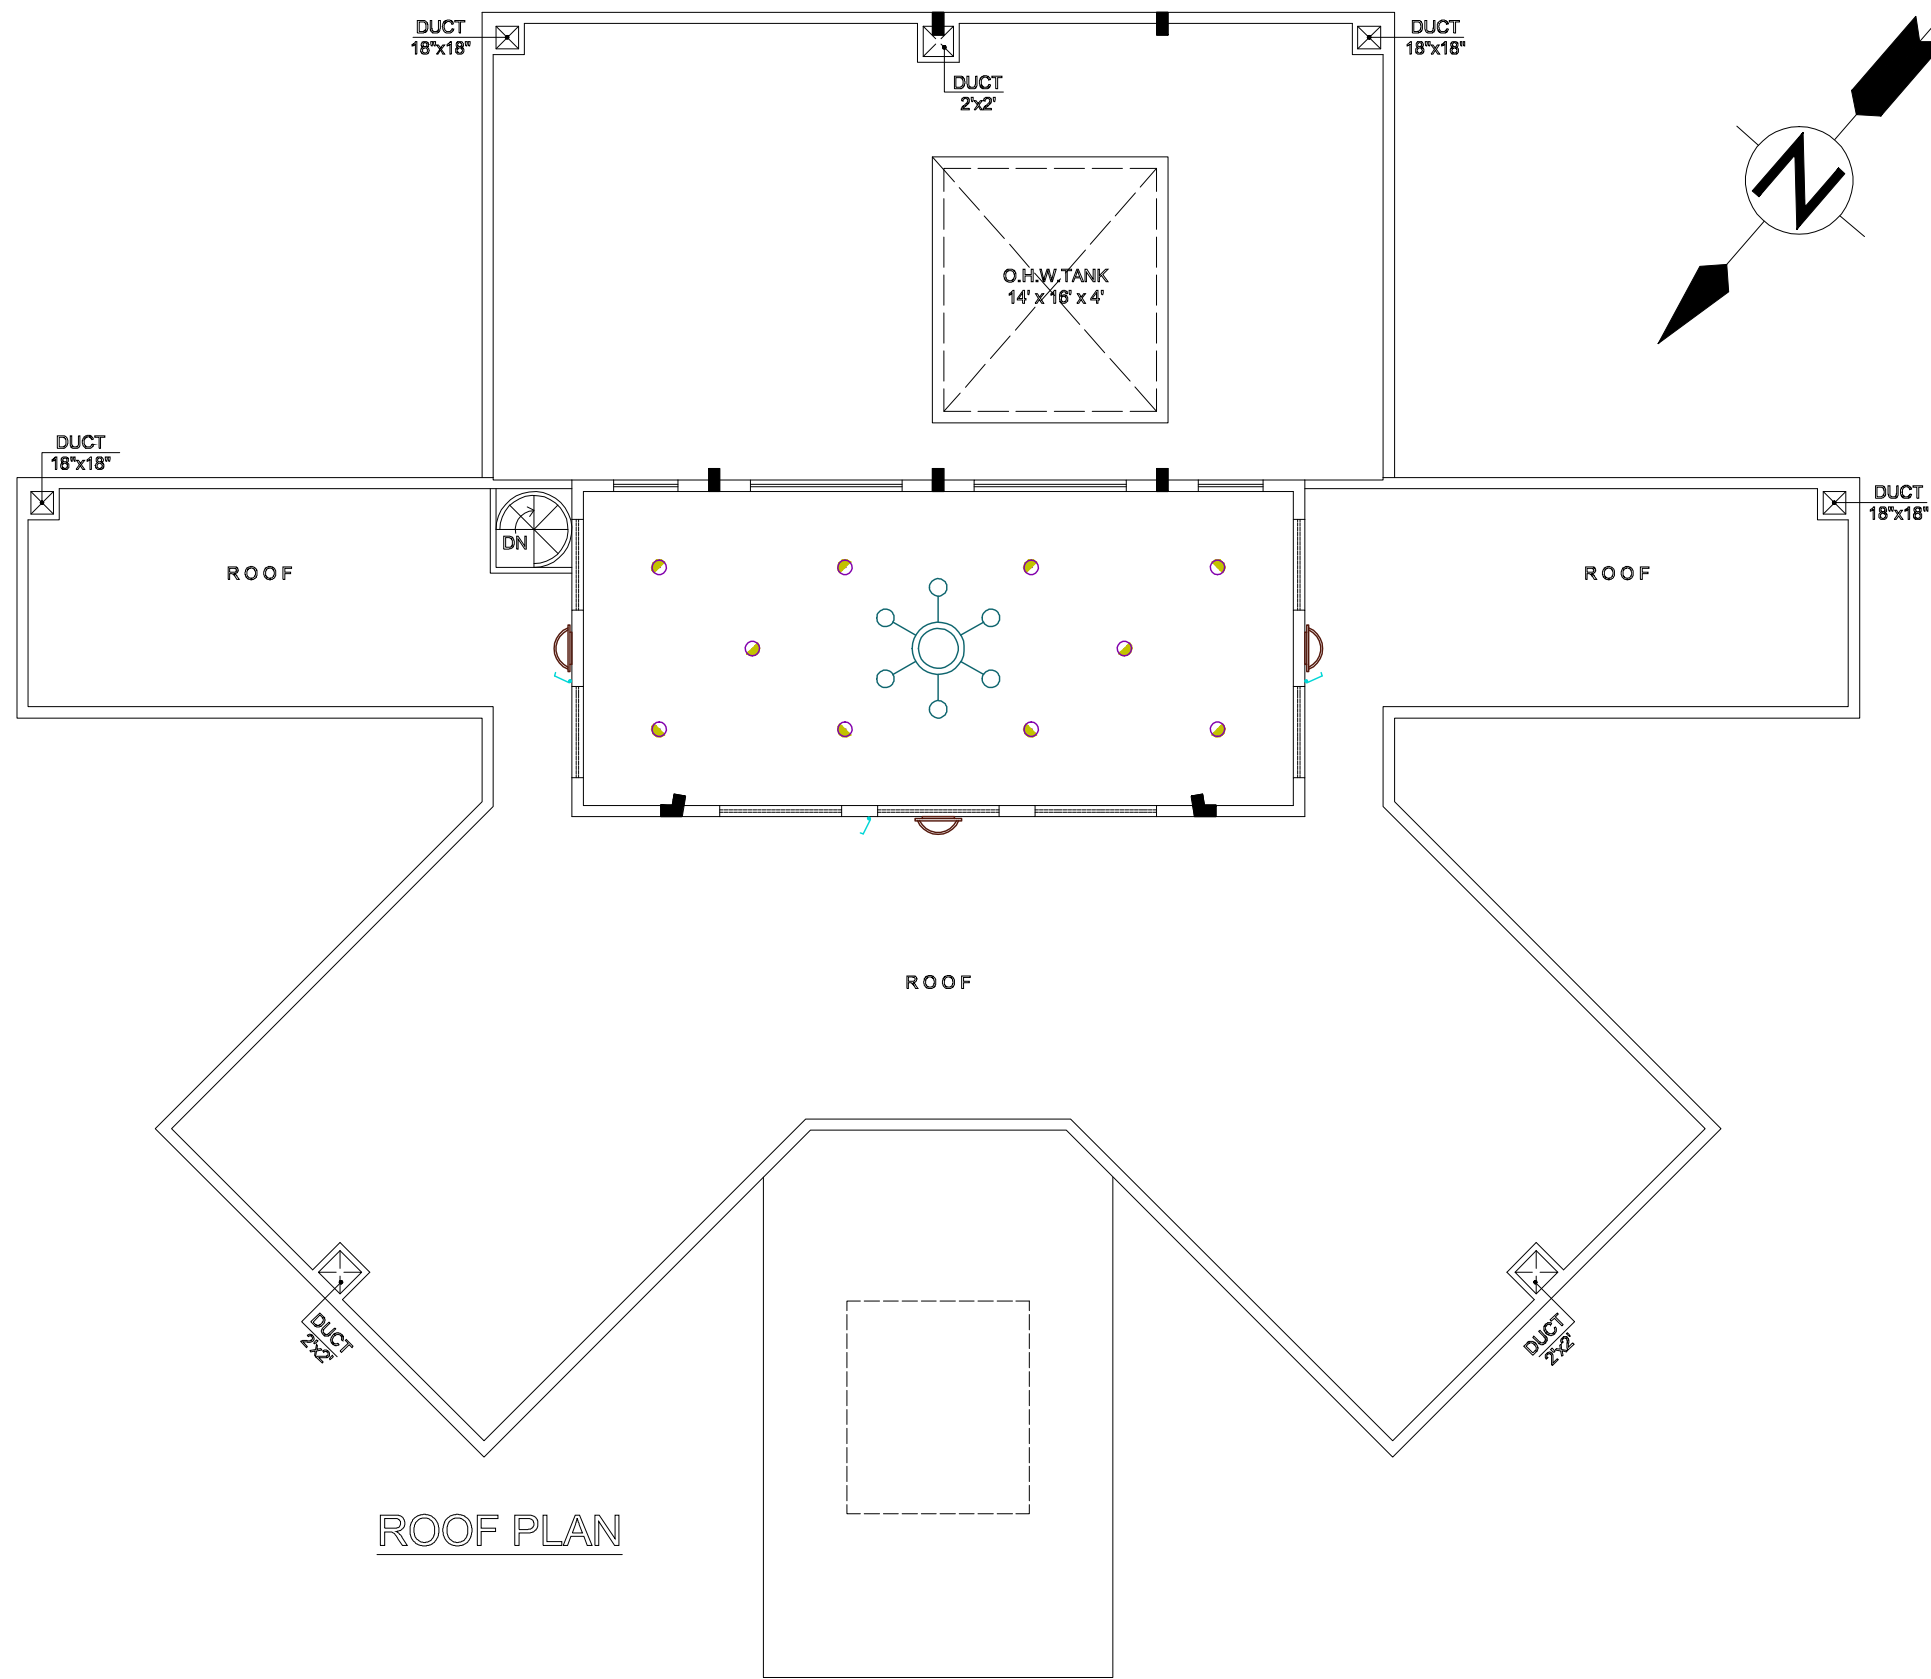 DUCT
18"x18"
DUCT
2'x2'
DUCT
18"x18"
N
O.H.W.TANK
14' x 16' x 4'
DUCT
18"x18"
DUCT
18"x18"
DN
ROOF
ROOF
ROOF
DUCT
2'x2'
DUCT
2'x2'
ROOF PLAN